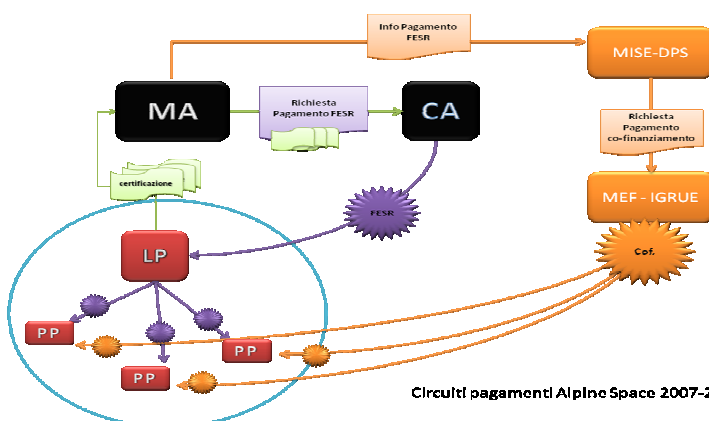 Info Pagamento
FESR
MISE-DPS
MA
Richiesta
Pagamento FESR
CA
Richiesta
Pagamento
co-finanziamento
certificazione
MEF - IGRUE
FESR
LP
Cof.
PP
PP
PP
Circuiti pagamenti Alpine Space 2007-2